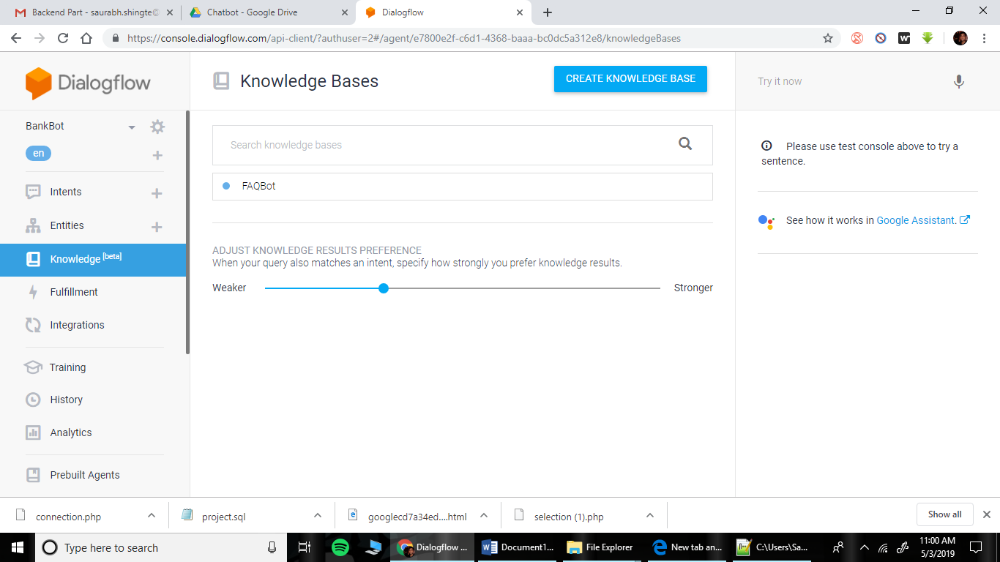 Backend Part - saurabh.shingte@
Chatbot - Google Drive
Dialogflow
https://console.dialogflow.com/api-client/?authuser=2#/agent/e7800e2f-c6d1-4368-baaa-bc0dc5a312e8/knowledgeBases
Dialogflow
Knowledge Bases
CREATE KNOWLEDGE BASE
Try it now
BankBot
en
Search knowledge bases
Please use test console above to try a
sentence.
FAQBot
Intents
Entities
See how it works in Google Assistant.
ADJUST KNOWLEDGE RESULTS PREFERENCE
When your query also matches an intent, specify how strongly you prefer knowledge results.
Knowledge [beta]
Weaker
Stronger
Fulfillment
Integrations
Training
History
Analytics
Prebuilt Agents
connection.php
project.sql
googlecd7a34ed....html
selection (1).php
Show all
Type here to search
Dialogflow ...
Document1...
File Explorer
New tab an...
C:\Users\Sa...
11:00 AM
5/3/2019